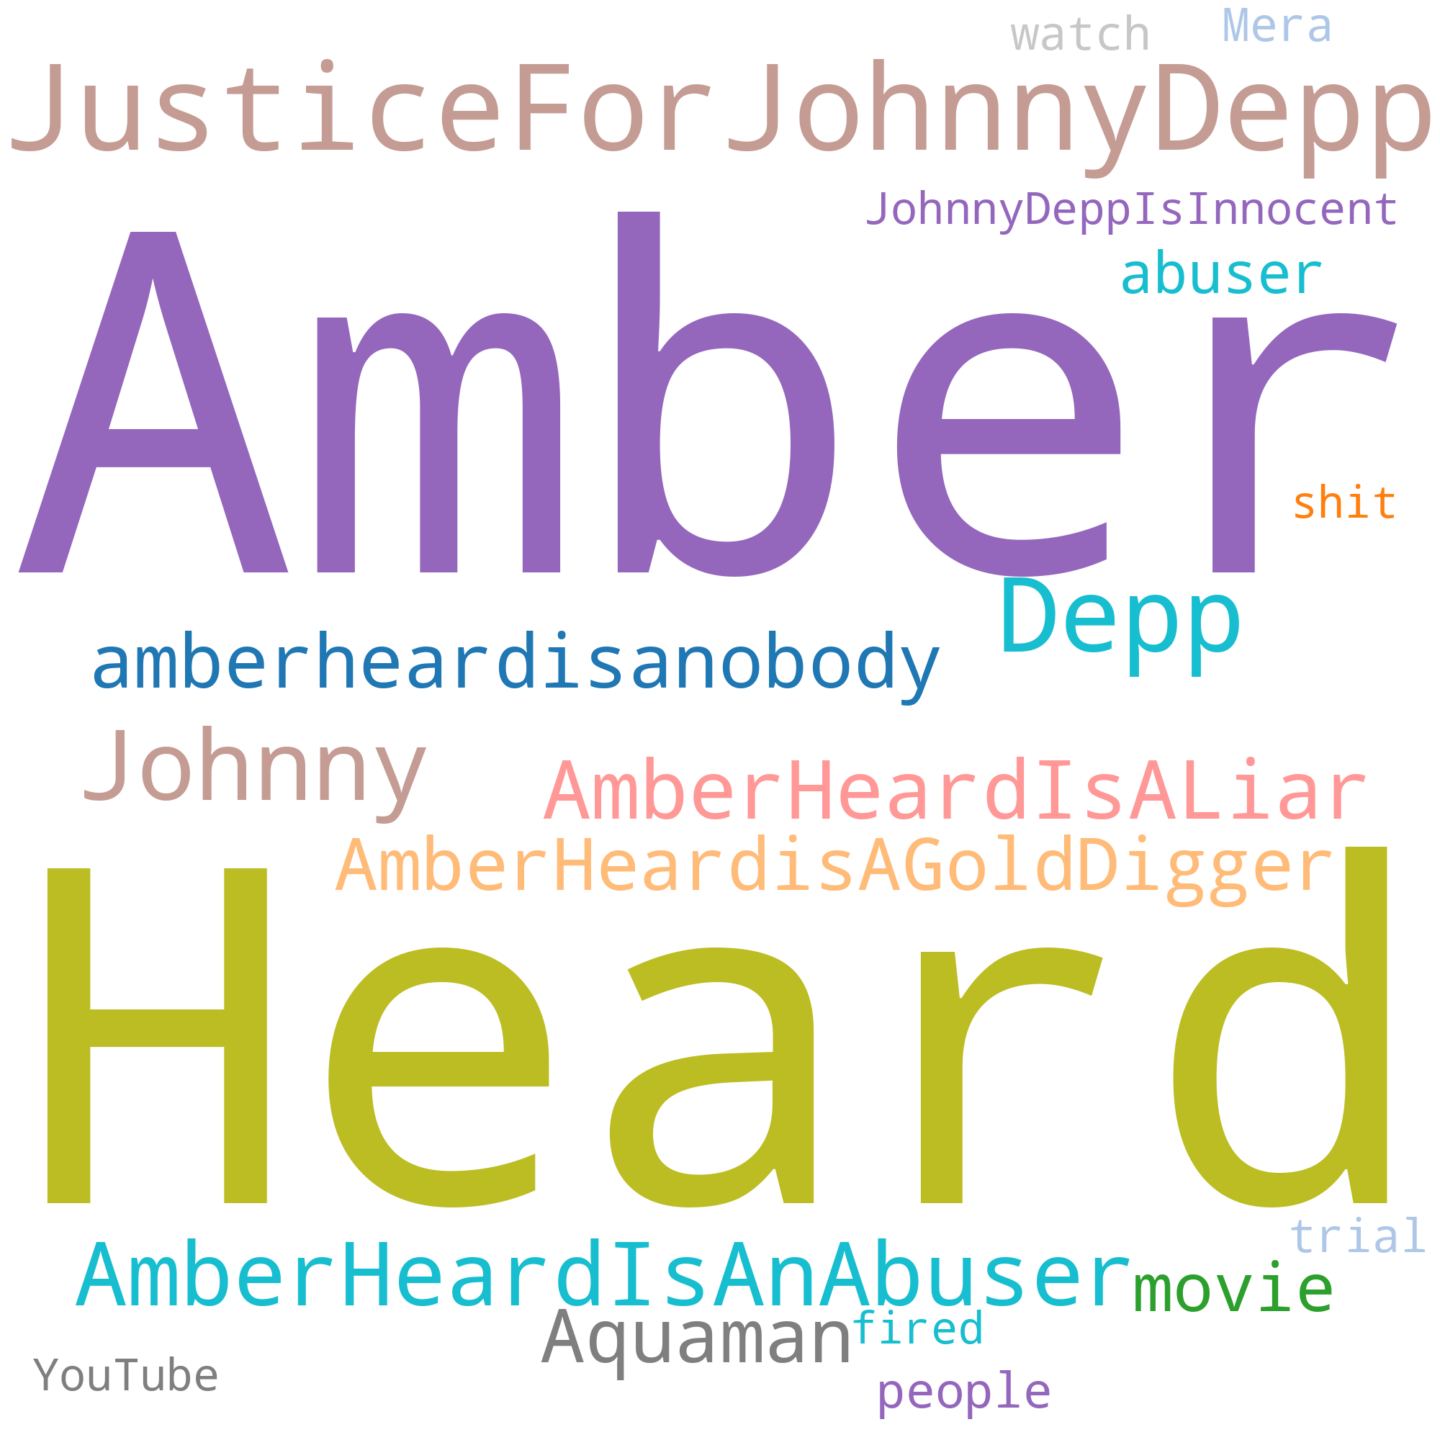 watch
Mera
JusticeForJohnnyDepp
JohnnyDeppIsInnocent
abuser
Amber
shit
Depp
amberheardisanobody
Johnny
AmberHeardIsALiar
AmberHeardisAGoldDigger
Heard
trial
AmberHeardIsAnAbuser
movie
Aquaman
fired
YouTube
people